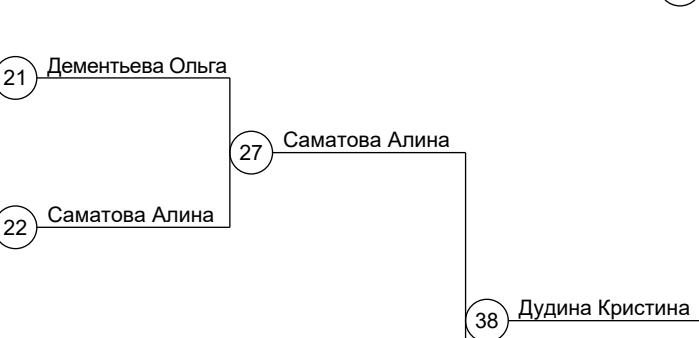 21 Дементьева Ольга
27 Саматова Алина
22 Саматова Алина
38 Дудина Кристина